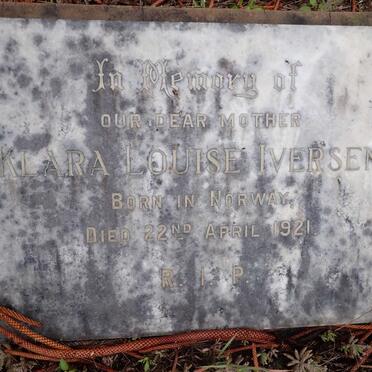 In Memory of
OUR DEAR MOTHER
KLARA LOUISE IVERSEN
BORN IN NORWAY,
DIED 22ND APRIL 1921.
R. I. P.